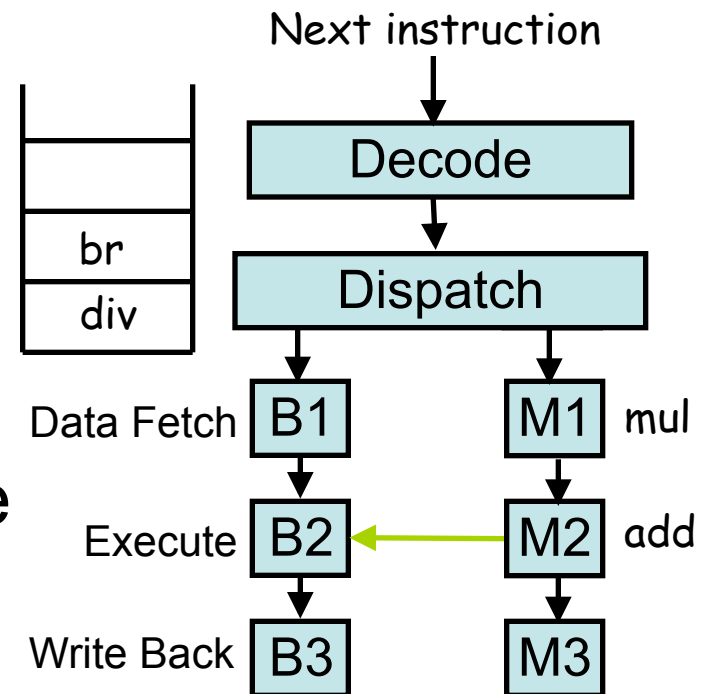 Next instruction
Decode
br
div
Dispatch
Data Fetch B1 M1 mul
e
Execute B2 M2 add
Write Back B3 M3